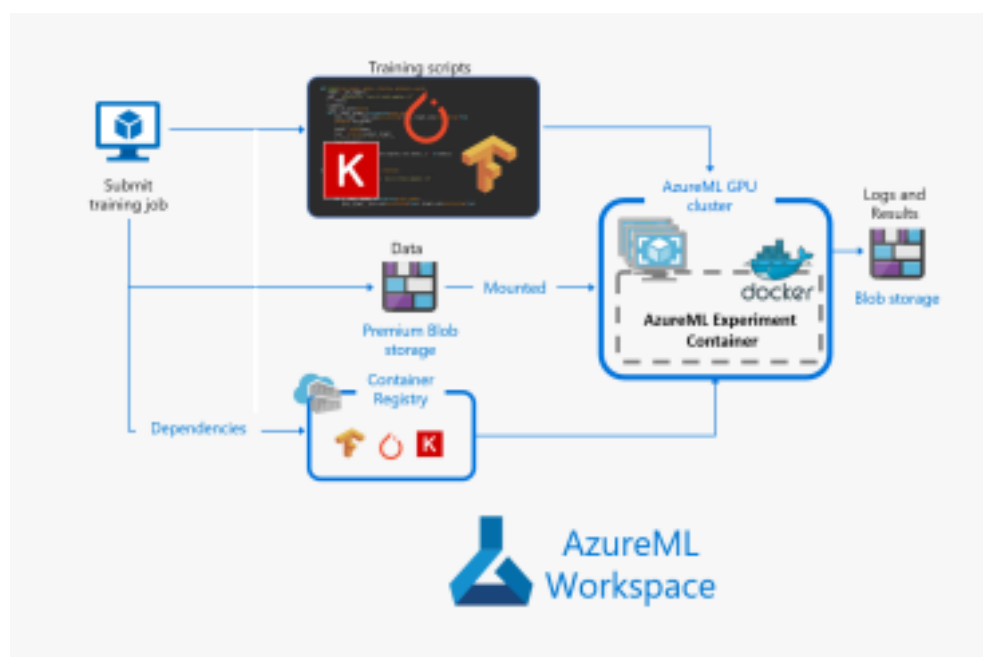 Training scripts
K
Submit
training job
AzureML GPU
cluster
Logs and
Results
Data
Mounted
docker
Blob storage
AzureML Experiment
Container
Premium Blob
storage
Container
Registry
Dependencies
K
AzureML
Workspace